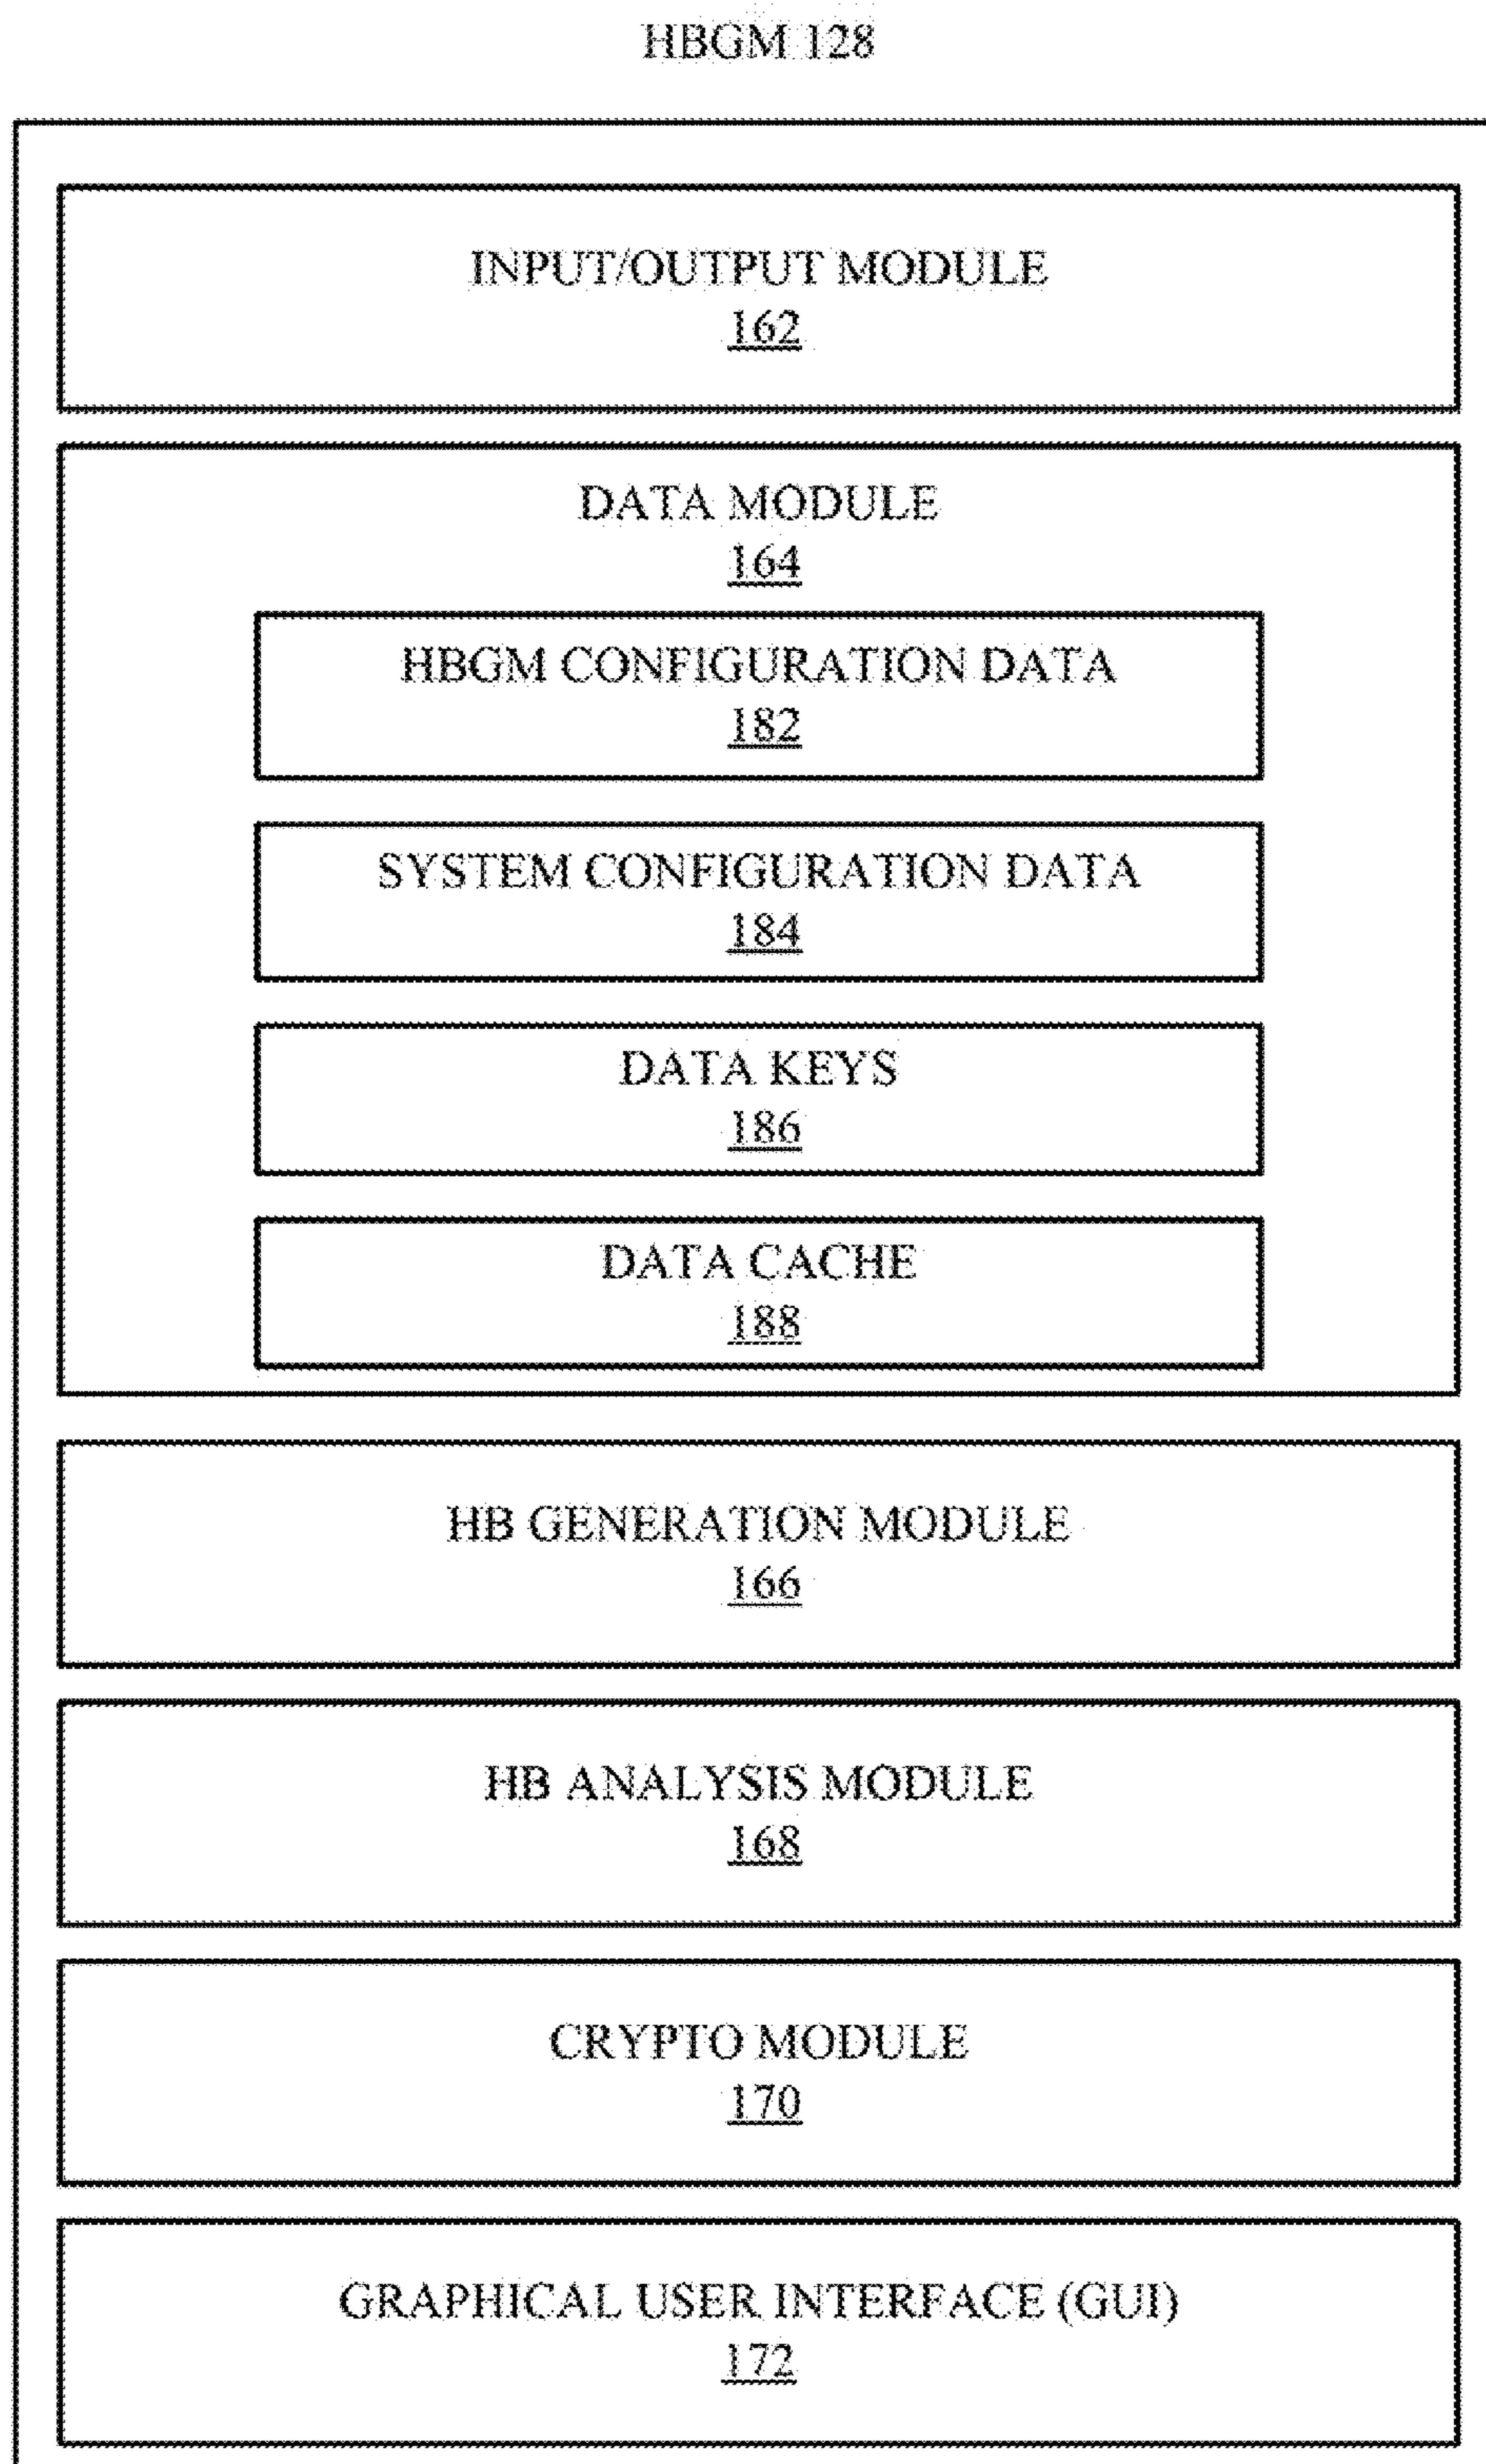 HBGM 128
INPUT/OUTPUT MODULE
162
DATA MODULE
164
HBGM CONFIGURATION DATA
182
SYSTEM CONFIGURATION DATA
184
DATA KEYS
186
DATA CACHE
188
HB GENERATION MODULE
166
HB ANALYSIS MODULE
168
CRYPTO MODULE
170
GRAPHICAL USER INTERFACE (GUI)
172